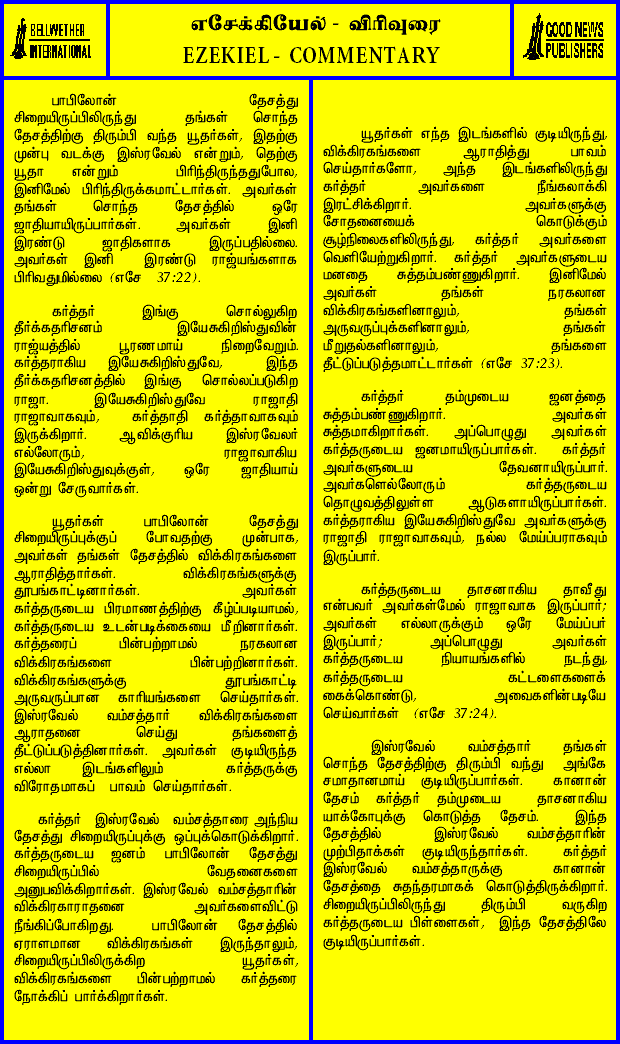 BELLWETHER
INTERNATIONAL
எசேக்கியேல் - விரிவுரை
EZEKIEL - COMMENTARY
GOOD NEWS
PUBLISHERS
பாபிலோன் தேசத்து
சிறையிருப்பிலிருந்து தங்கள் சொந்த
தேசத்திற்கு திரும்பி வந்த யூதர்கள், இதற்கு
முன்பு வடக்கு இஸ்ரவேல் என்றும், தெற்கு
யூதா என்றும் பிரிந்திருந்ததுபோல,
இனிமேல் பிரிந்திருக்கமாட்டார்கள். அவர்கள்
தங்கள் சொந்த தேசத்தில் ஒரே
ஜாதியாயிருப்பார்கள். அவர்கள் இனி
இரண்டு ஜாதிகளாக இருப்பதில்லை.
அவர்கள் இனி இரண்டு ராஜ்யங்களாக
பிரிவதுமில்லை (எசே 37:22).
கர்த்தர் இங்கு சொல்லுகிற
தீர்க்கதரிசனம் இயேசுகிறிஸ்துவின்
ராஜ்யத்தில் பூரணமாய் நிறைவேறும்.
கர்த்தராகிய இயேசுகிறிஸ்துவே, இந்த
தீர்க்கதரிசனத்தில் இங்கு சொல்லப்படுகிற
ராஜா. இயேசுகிறிஸ்துவே ராஜாதி
ராஜாவாகவும், கர்த்தாதி கர்த்தாவாகவும்
இருக்கிறார். ஆவிக்குரிய இஸ்ரவேலர்
எல்லோரும், ராஜாவாகிய
இயேசுகிறிஸ்துவுக்குள், ஒரே ஜாதியாய்
ஒன்று சேருவார்கள்.
யூதர்கள் பாபிலோன் தேசத்து
சிறையிருப்புக்குப் போவதற்கு முன்பாக,
அவர்கள் தங்கள் தேசத்தில் விக்கிரகங்களை
ஆராதித்தார்கள். விக்கிரகங்களுக்கு
தூபங்காட்டினார்கள். அவர்கள்
கர்த்தருடைய பிரமாணத்திற்கு கீழ்ப்படியாமல்,
கர்த்தருடைய உடன்படிக்கையை மீறினார்கள்.
கர்த்தரைப் பின்பற்றாமல் நரகலான
விக்கிரகங்களை பின்பற்றினார்கள்.
விக்கிரகங்களுக்கு தூபங்காட்டி
அருவருப்பான காரியங்களை செய்தார்கள்.
இஸ்ரவேல் வம்சத்தார் விக்கிரகங்களை
ஆராதனை செய்து தங்களைத்
தீட்டுப்படுத்தினார்கள். அவர்கள் குடியிருந்த
எல்லா இடங்களிலும் கர்த்தருக்கு
விரோதமாகப் பாவம் செய்தார்கள்.
கர்த்தர் இஸ்ரவேல் வம்சத்தாரை அந்நிய
தேசத்து சிறையிருப்புக்கு ஒப்புக்கொடுக்கிறார்.
கர்த்தருடைய ஜனம் பாபிலோன் தேசத்து
சிறையிருப்பில் வேதனைகளை
அனுபவிக்கிறார்கள். இஸ்ரவேல் வம்சத்தாரின்
விக்கிரகாராதனை அவர்களைவிட்டு
நீங்கிப்போகிறது. பாபிலோன் தேசத்தில்
ஏராளமான விக்கிரகங்கள் இருந்தாலும்,
சிறையிருப்பிலிருக்கிற யூதர்கள்,
விக்கிரகங்களை பின்பற்றாமல் கர்த்தரை
நோக்கிப் பார்க்கிறார்கள்.
யூதர்கள் எந்த இடங்களில் குடியிருந்து,
விக்கிரகங்களை ஆராதித்து பாவம்
செய்தார்களோ, அந்த இடங்களிலிருந்து
கர்த்தர் அவர்களை நீங்கலாக்கி
இரட்சிக்கிறார். அவர்களுக்கு
சோதனையைக் கொடுக்கும்
சூழ்நிலைகளிலிருந்து, கர்த்தர் அவர்களை
வெளியேற்றுகிறார். கர்த்தர் அவர்களுடைய
மனதை சுத்தம்பண்ணுகிறார். இனிமேல்
அவர்கள் தங்கள் நரகலான
விக்கிரகங்களினாலும், தங்கள்
அருவருப்புக்களினாலும், தங்கள்
மீறுதல்களினாலும், தங்களை
தீட்டுப்படுத்தமாட்டார்கள் (எசே 37:23).
கர்த்தர் தம்முடைய ஜனத்தை
சுத்தம்பண்ணுகிறார். அவர்கள்
சுத்தமாகிறார்கள். அப்பொழுது அவர்கள்
கர்த்தருடைய ஜனமாயிருப்பார்கள். கர்த்தர்
அவர்களுடைய தேவனாயிருப்பார்.
அவர்களெல்லோரும் கர்த்தருடைய
தொழுவத்திலுள்ள ஆடுகளாயிருப்பார்கள்.
கர்த்தராகிய இயேசுகிறிஸ்துவே அவர்களுக்கு
ராஜாதி ராஜாவாகவும், நல்ல மேய்ப்பராகவும்
இருப்பார்.
கர்த்தருடைய தாசனாகிய தாவீது
என்பவர் அவர்கள்மேல் ராஜாவாக இருப்பார்;
அவர்கள் எல்லாருக்கும் ஒரே மேய்ப்பர்
இருப்பார்; அப்பொழுது அவர்கள்
கர்த்தருடைய நியாயங்களில் நடந்து,
கர்த்தருடைய கட்டளைகளைக்
கைக்கொண்டு, அவைகளின்படியே
செய்வார்கள் (எசே 37:24).
இஸ்ரவேல் வம்சத்தார் தங்கள்
சொந்த தேசத்திற்கு திரும்பி வந்து அங்கே
சமாதானமாய் குடியிருப்பார்கள். கானான்
தேசம் கர்த்தர் தம்முடைய தாசனாகிய
யாக்கோபுக்கு கொடுத்த தேசம். இந்த
தேசத்தில் இஸ்ரவேல் வம்சத்தாரின்
முற்பிதாக்கள் குடியிருந்தார்கள். கர்த்தர்
இஸ்ரவேல் வம்சத்தாருக்கு கானான்
தேசத்தை சுதந்தரமாகக் கொடுத்திருக்கிறார்.
சிறையிருப்பிலிருந்து திரும்பி வருகிற
கர்த்தருடைய பிள்ளைகள், இந்த தேசத்திலே
குடியிருப்பார்கள்.